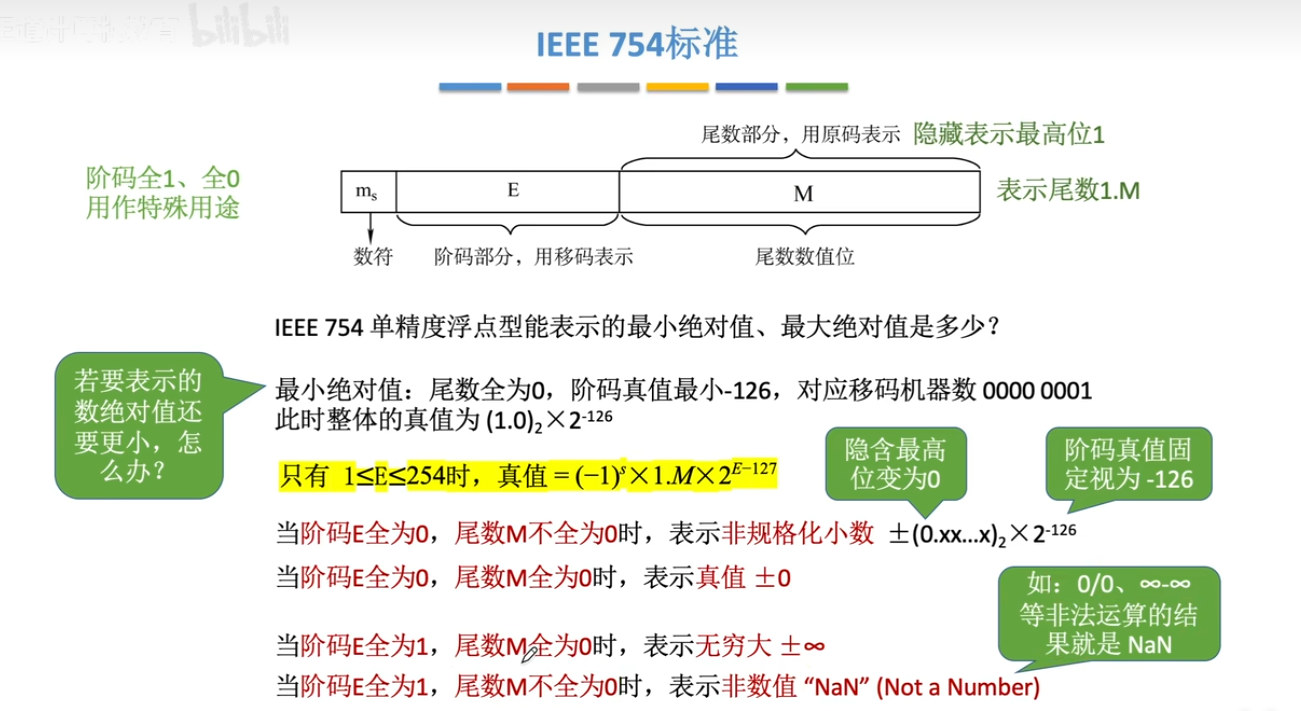 bilibili
IEEE 754标准
尾数部分，用原码表示 隐藏表示最高位1
阶码全1、全0
用作特殊用途
mₛ
E
M
表示尾数1.M
数符
阶码部分，用移码表示
尾数数值位
IEEE 754 单精度浮点型能表示的最小绝对值、最大绝对值是多少？
若要表示的
数绝对值还
要更小，怎
么办？
最小绝对值：尾数全为0，阶码真值最小-126，对应移码机器数 0000 0001
此时整体的真值为 (1.0)₂×2⁻¹²⁶
隐含最高
位变为0
阶码真值固
定视为 -126
只有 1≤E≤254时，真值 = (−1)ˢ×1.M×2ᴱ⁻¹²⁷
当阶码E全为0，尾数M不全为0时，表示非规格化小数 ±(0.xx...x)₂×2⁻¹²⁶
当阶码E全为0，尾数M全为0时，表示真值 ±0
如：0/0、∞-∞
等非法运算的结
果就是 NaN
当阶码E全为1，尾数M全为0时，表示无穷大 ±∞
当阶码E全为1，尾数M不全为0时，表示非数值 “NaN” (Not a Number)